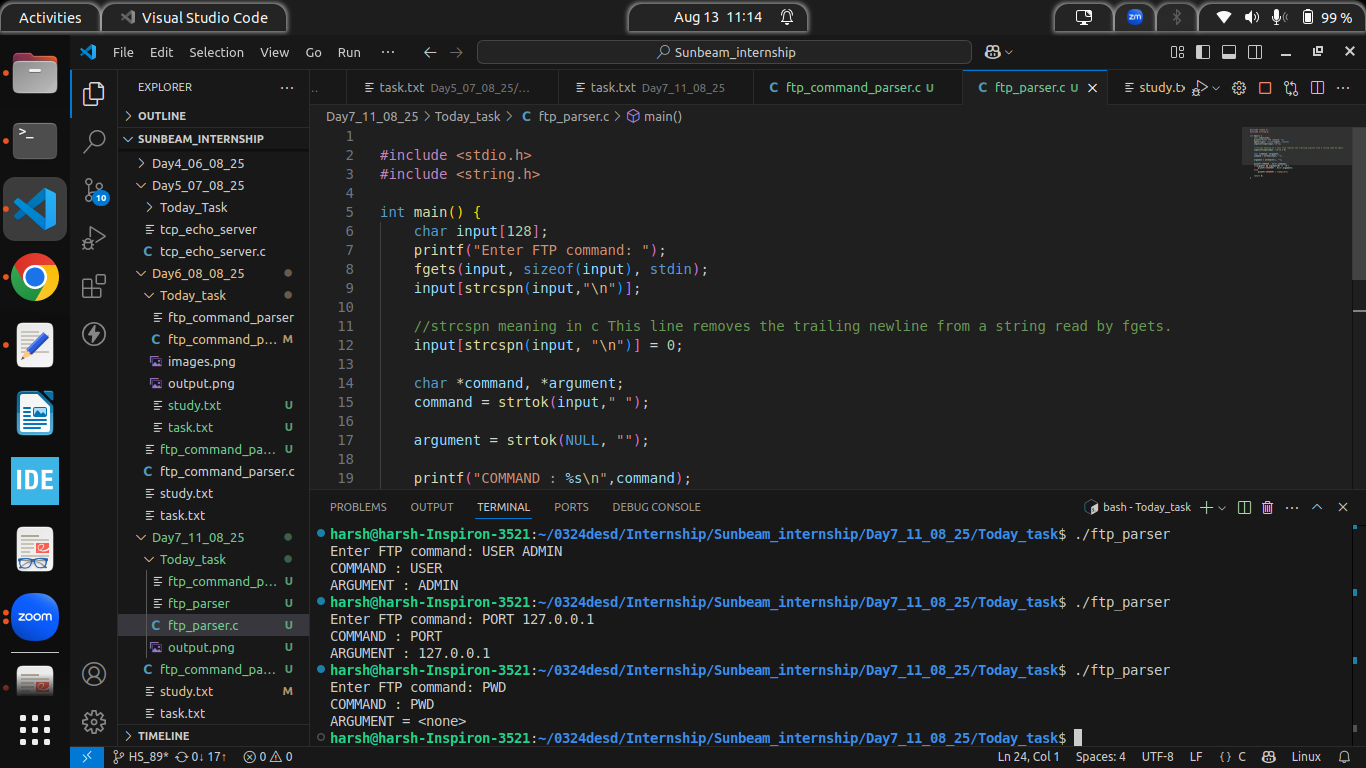 Activities
Visual Studio Code
Aug 13 11:14
zm
99 %
File Edit Selection View Go Run ...
Sunbeam_internship
EXPLORER
...
task.txt Day5_07_08_25/...
task.txt Day7_11_08_25
C ftp_command_parser.c U
C ftp_parser.c U
study.tx
OUTLINE
SUNBEAM_INTERNSHIP
Day4_06_08_25
Day5_07_08_25
Today_Task
tcp_echo_server
C tcp_echo_server.c
Day6_08_08_25
Today_task
ftp_command_parser
C ftp_command_p... M
images.png
output.png
study.txt U
task.txt U
ftp_command_pa... U
C ftp_command_parser.c
study.txt
task.txt
Day7_11_08_25
Today_task
ftp_command_p... U
ftp_parser U
C ftp_parser.c U
output.png U
C ftp_command_pa... U
study.txt M
task.txt
TIMELINE
10
IDE
zoom
Day7_11_08_25 > Today_task > C ftp_parser.c > main()
1
2 #include <stdio.h>
3 #include <string.h>
4
5 int main() {
6 char input[128];
7 printf("Enter FTP command: ");
8 fgets(input, sizeof(input), stdin);
9 input[strcspn(input,"\n")];
10
11 //strcspn meaning in c This line removes the trailing newline from a string read by fgets.
12 input[strcspn(input, "\n")] = 0;
13
14 char *command, *argument;
15 command = strtok(input," ");
16
17 argument = strtok(NULL, "");
18
19 printf("COMMAND : %s\n",command);
PROBLEMS OUTPUT TERMINAL PORTS DEBUG CONSOLE
bash - Today_task
harsh@harsh-Inspiron-3521:~/0324desd/Internship/Sunbeam_internship/Day7_11_08_25/Today_task$ ./ftp_parser
Enter FTP command: USER ADMIN
COMMAND : USER
ARGUMENT : ADMIN
harsh@harsh-Inspiron-3521:~/0324desd/Internship/Sunbeam_internship/Day7_11_08_25/Today_task$ ./ftp_parser
Enter FTP command: PORT 127.0.0.1
COMMAND : PORT
ARGUMENT : 127.0.0.1
harsh@harsh-Inspiron-3521:~/0324desd/Internship/Sunbeam_internship/Day7_11_08_25/Today_task$ ./ftp_parser
Enter FTP command: PWD
COMMAND : PWD
ARGUMENT = <none>
harsh@harsh-Inspiron-3521:~/0324desd/Internship/Sunbeam_internship/Day7_11_08_25/Today_task$
HS_89* 0↓ 17↑ 0 0
Ln 24, Col 1 Spaces: 4 UTF-8 LF {} C Linux